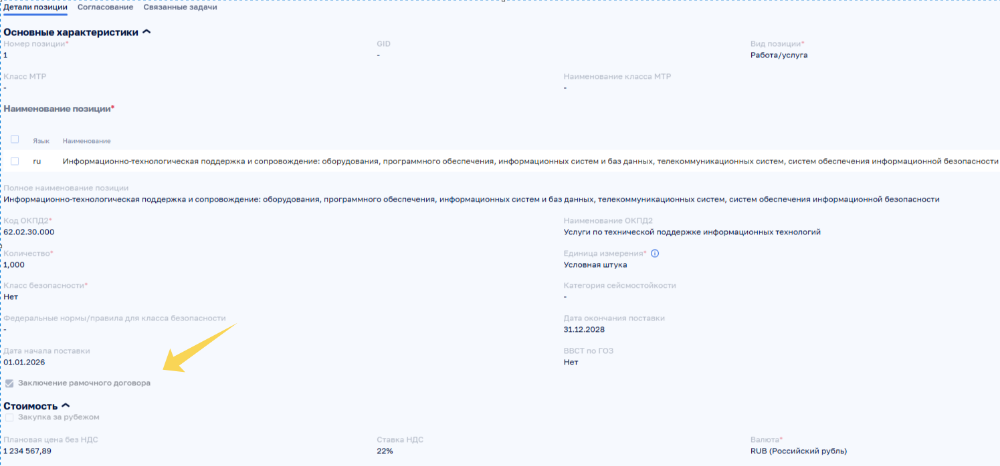 Детали позиции Согласование Связанные задачи
Основные характеристики
Номер позиции* GID Вид позиции*
1 - Работа/услуга
Класс МТР Наименование класса МТР
- -
Наименование позиции*
Язык Наименование
ru Информационно-технологическая поддержка и сопровождение: оборудования, программного обеспечения, информационных систем и баз данных, телекоммуникационных систем, систем обеспечения информационной безопасности
Полное наименование позиции
Информационно-технологическая поддержка и сопровождение: оборудования, программного обеспечения, информационных систем и баз данных, телекоммуникационных систем, систем обеспечения информационной безопасности
Код ОКПД2* Наименование ОКПД2
62.02.30.000 Услуги по технической поддержке информационных технологий
Количество* Единица измерения*
1,000 Условная штука
Класс безопасности* Категория сейсмостойкости
Нет -
Федеральные нормы/правила для класса безопасности Дата окончания поставки
- 31.12.2028
Дата начала поставки ВВСТ по ГОЗ
01.01.2026 Нет
Заключение рамочного договора
Стоимость
Закупка за рубежом
Плановая цена без НДС Ставка НДС Валюта*
1 234 567,89 22% RUB (Российский рубль)